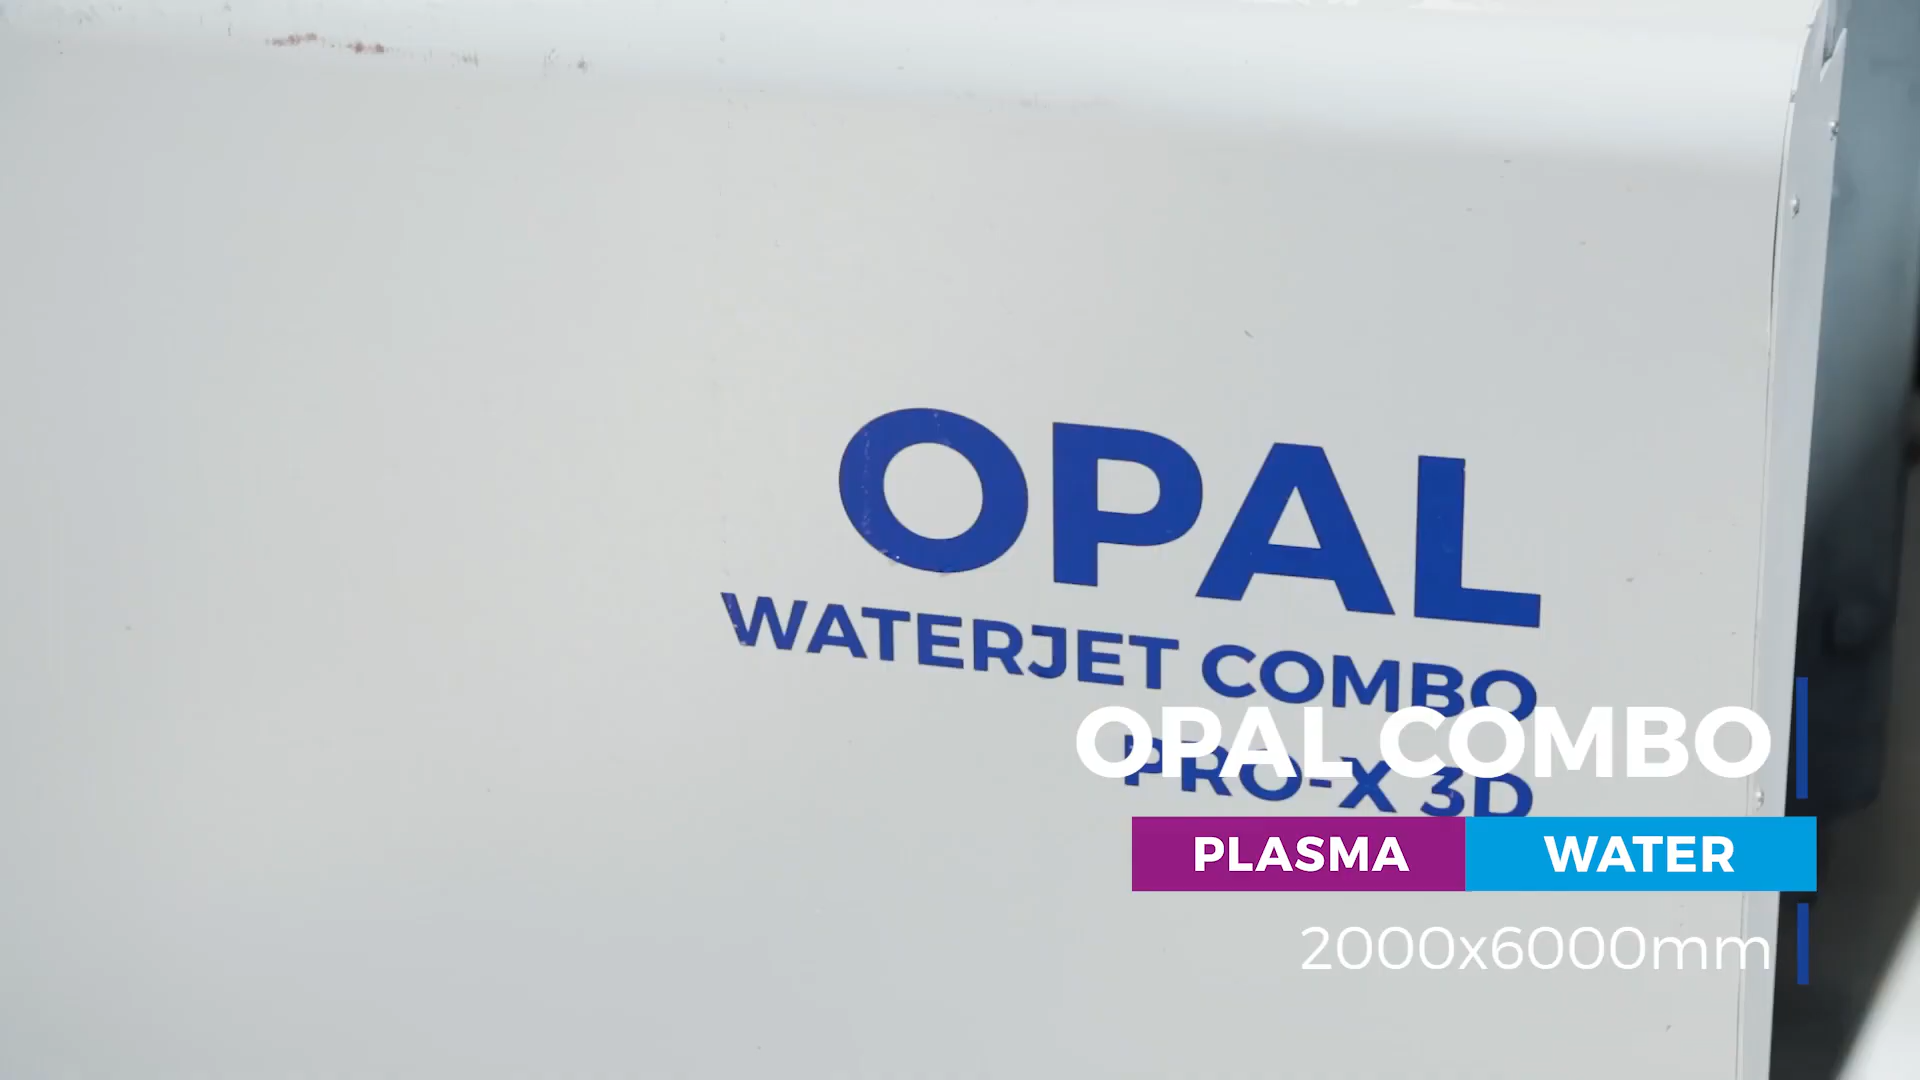 OPAL
WATERJET COMBO
PRO-X 3D
OPAL COMBO
PLASMA WATER
2000x6000mm